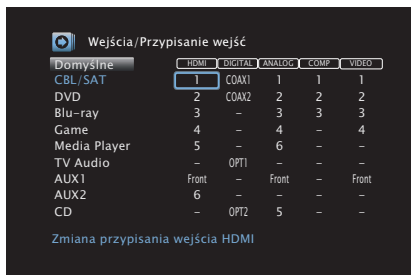 Wejścia/Przypisanie wejść
Domyślne HDMI DIGITAL ANALOG COMP VIDEO
CBL/SAT 1 COAX1 1 1 1
DVD 2 COAX2 2 2 2
Blu-ray 3 – 3 3 3
Game 4 – 4 – 4
Media Player 5 – 6 – –
TV Audio – OPT1 – – –
AUX1 Front – Front – Front
AUX2 6 – – – –
CD – OPT2 5 – –
Zmiana przypisania wejścia HDMI